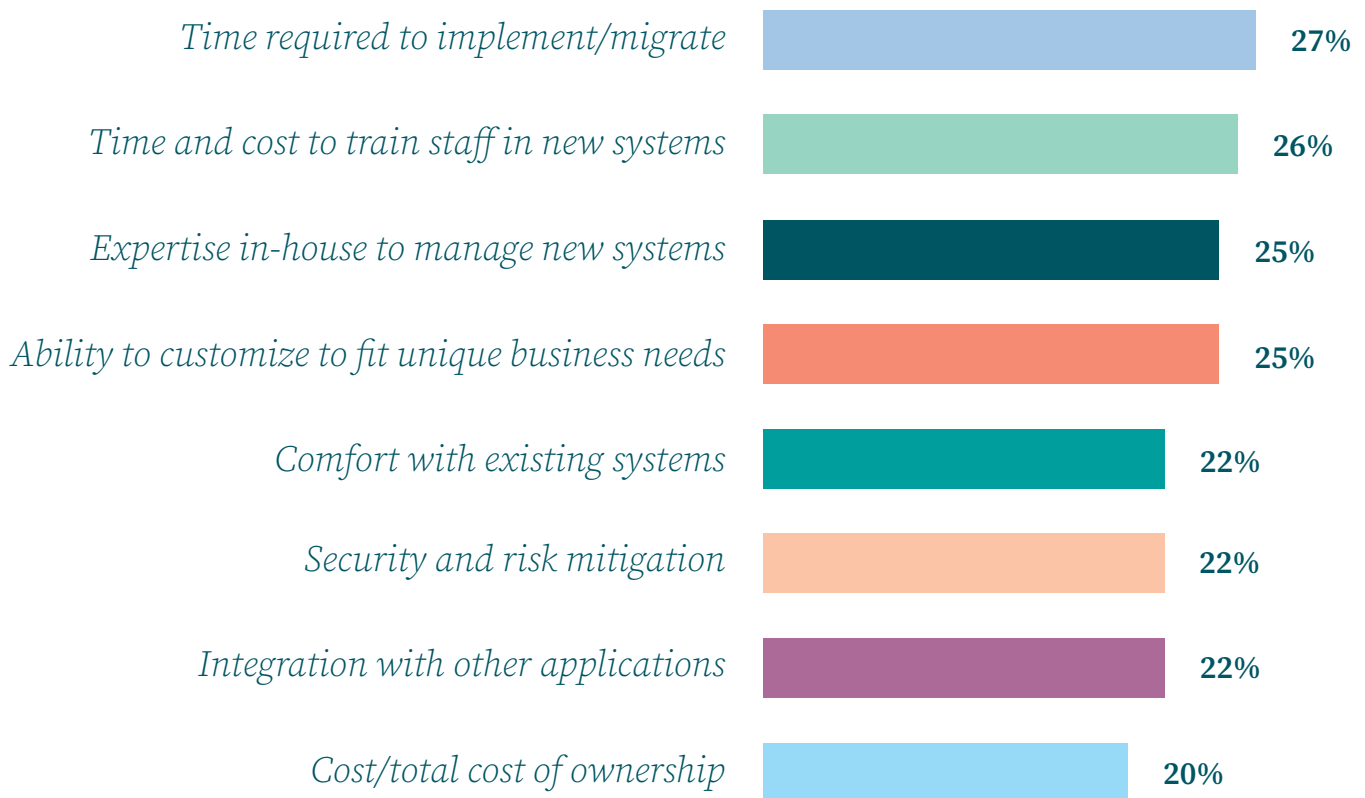 Time required to implement/migrate 27%
Time and cost to train staff in new systems 26%
Expertise in-house to manage new systems 25%
Ability to customize to fit unique business needs 25%
Comfort with existing systems 22%
Security and risk mitigation 22%
Integration with other applications 22%
Cost/total cost of ownership 20%